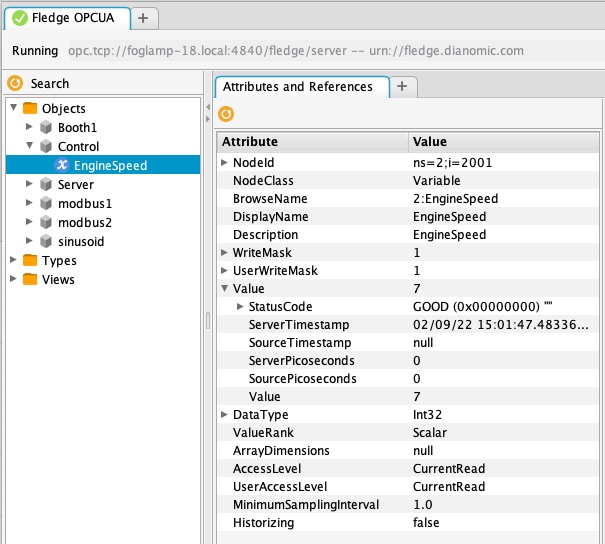 Fledge OPCUA +
Running opc.tcp://foglamp-18.local:4840/fledge/server -- urn://fledge.dianomic.com
Search
Objects
Booth1
Control
x EngineSpeed
Server
modbus1
modbus2
sinusoid
Types
Views
Attributes and References +
Attribute Value
NodeId ns=2;i=2001
NodeClass Variable
BrowseName 2:EngineSpeed
DisplayName EngineSpeed
Description EngineSpeed
WriteMask 1
UserWriteMask 1
Value 7
StatusCode GOOD (0x00000000) ""
ServerTimestamp 02/09/22 15:01:47.48336...
SourceTimestamp null
ServerPicoseconds 0
SourcePicoseconds 0
Value 7
DataType Int32
ValueRank Scalar
ArrayDimensions null
AccessLevel CurrentRead
UserAccessLevel CurrentRead
MinimumSamplingInterval 1.0
Historizing false